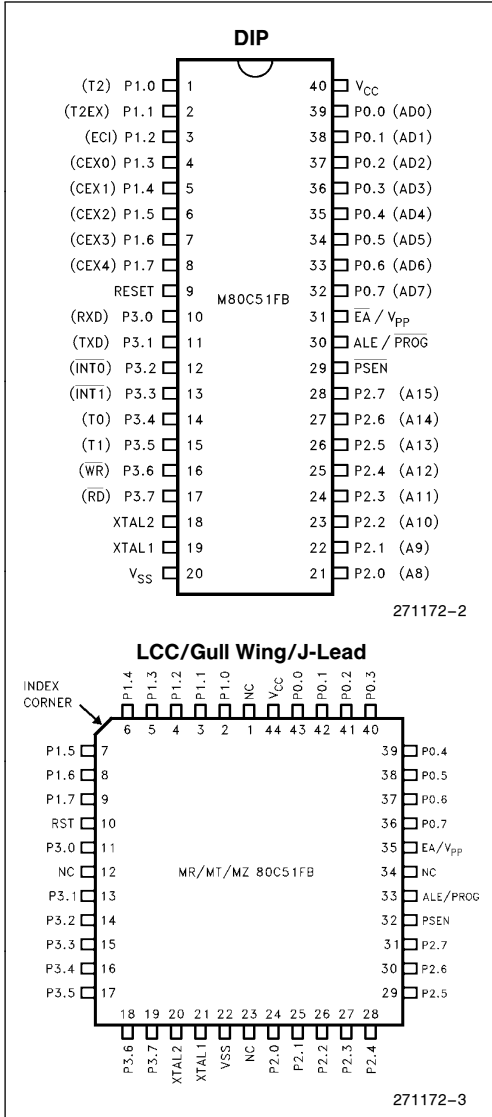 DIP
(T2) P1.0 1 40 VCC
(T2EX) P1.1 2 39 P0.0 (AD0)
(ECI) P1.2 3 38 P0.1 (AD1)
(CEX0) P1.3 4 37 P0.2 (AD2)
(CEX1) P1.4 5 36 P0.3 (AD3)
(CEX2) P1.5 6 35 P0.4 (AD4)
(CEX3) P1.6 7 34 P0.5 (AD5)
(CEX4) P1.7 8 33 P0.6 (AD6)
RESET 9 32 P0.7 (AD7)
M80C51FB
(RXD) P3.0 10 31 EA / VPP
(TXD) P3.1 11 30 ALE / PROG
(INT0) P3.2 12 29 PSEN
(INT1) P3.3 13 28 P2.7 (A15)
(T0) P3.4 14 27 P2.6 (A14)
(T1) P3.5 15 26 P2.5 (A13)
(WR) P3.6 16 25 P2.4 (A12)
(RD) P3.7 17 24 P2.3 (A11)
XTAL2 18 23 P2.2 (A10)
XTAL1 19 22 P2.1 (A9)
VSS 20 21 P2.0 (A8)
271172-2
LCC/Gull Wing/J-Lead
INDEX
CORNER
P1.4 P1.3 P1.2 P1.1 P1.0 NC VCC P0.0 P0.1 P0.2 P0.3
6 5 4 3 2 1 44 43 42 41 40
P1.5 7 39 P0.4
P1.6 8 38 P0.5
P1.7 9 37 P0.6
RST 10 36 P0.7
P3.0 11 35 EA/VPP
NC 12 MR/MT/MZ 80C51FB 34 NC
P3.1 13 33 ALE/PROG
P3.2 14 32 PSEN
P3.3 15 31 P2.7
P3.4 16 30 P2.6
P3.5 17 29 P2.5
18 19 20 21 22 23 24 25 26 27 28
P3.6 P3.7 XTAL2 XTAL1 VSS NC P2.0 P2.1 P2.2 P2.3 P2.4
271172-3